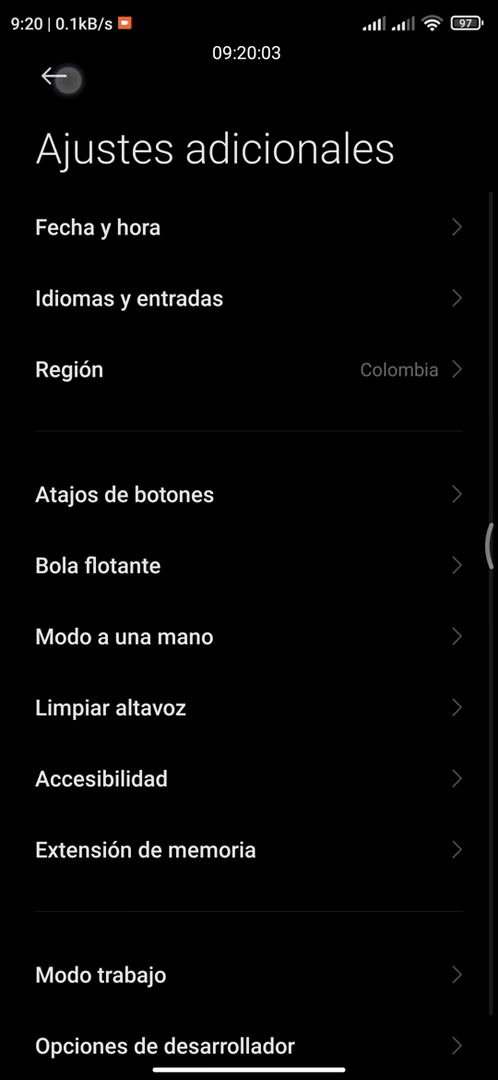 9:20 | 0.1kB/s 97
09:20:03
Ajustes adicionales
Fecha y hora
Idiomas y entradas
Región Colombia
Atajos de botones
Bola flotante
Modo a una mano
Limpiar altavoz
Accesibilidad
Extensión de memoria
Modo trabajo
Opciones de desarrollador